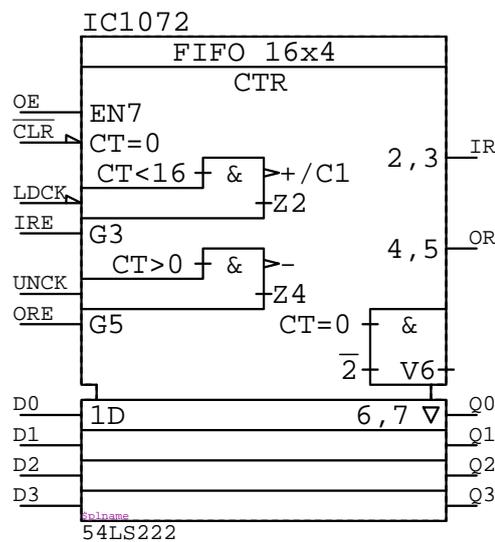 IC1072
FIFO 16x4
CTR
OE
EN7
CLR
CT=0
IR
CT<16 & +/C1
2,3
LDCK
Z2
IRE
G3
OR
4,5
CT>0 & -
UNCK
Z4
ORE
G5
CT=0 &
2 V6
D0 1D 6,7 ▽ Q0
D1 Q1
D2 Q2
D3 Q3
$plname
54LS222